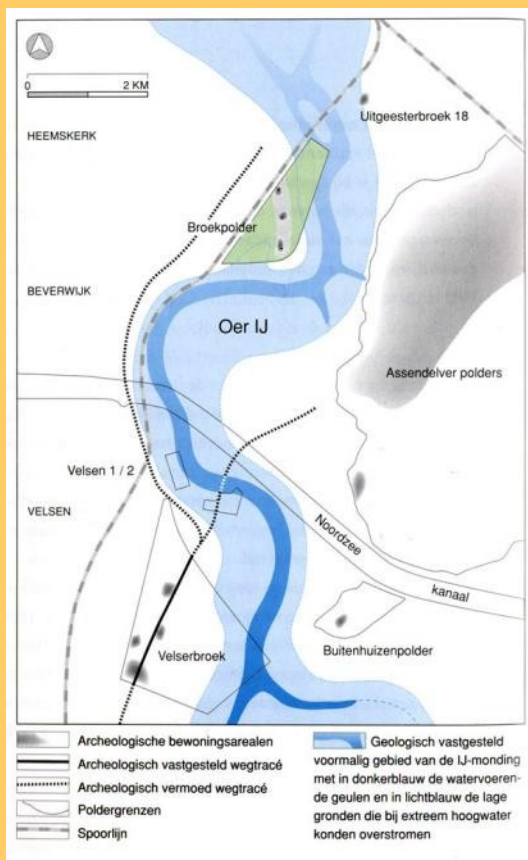 0 2 KM
Uitgeesterbroek 18
HEEMSKERK
Broekpolder
BEVERWIJK
Oer IJ
Assendelver polders
Velsen 1 / 2
VELSEN
Noordzee
kanaal
Velserbroek
Buitenhuizenpolder
Archeologische bewoningsarealen
Archeologisch vastgesteld wegtracé
Archeologisch vermoed wegtracé
Poldergrenzen
Spoorlijn
Geologisch vastgesteld
voormalig gebied van de IJ-monding
met in donkerblauw de watervoeren-
de geulen en in lichtblauw de lage
gronden die bij extreem hoogwater
konden overstromen